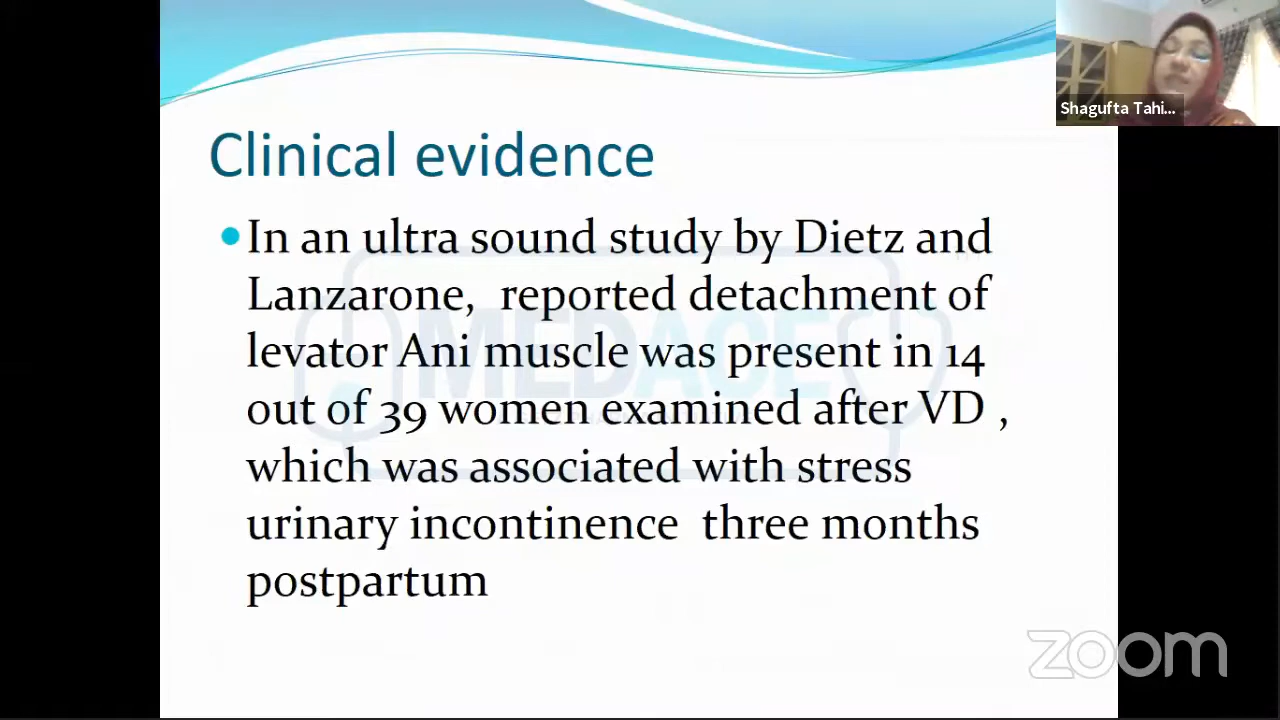 Shagufta Tahi...
Clinical evidence
In an ultra sound study by Dietz and
Lanzarone, reported detachment of
levator Ani muscle was present in 14
out of 39 women examined after VD ,
which was associated with stress
urinary incontinence three months
postpartum
MEDACE
zoom